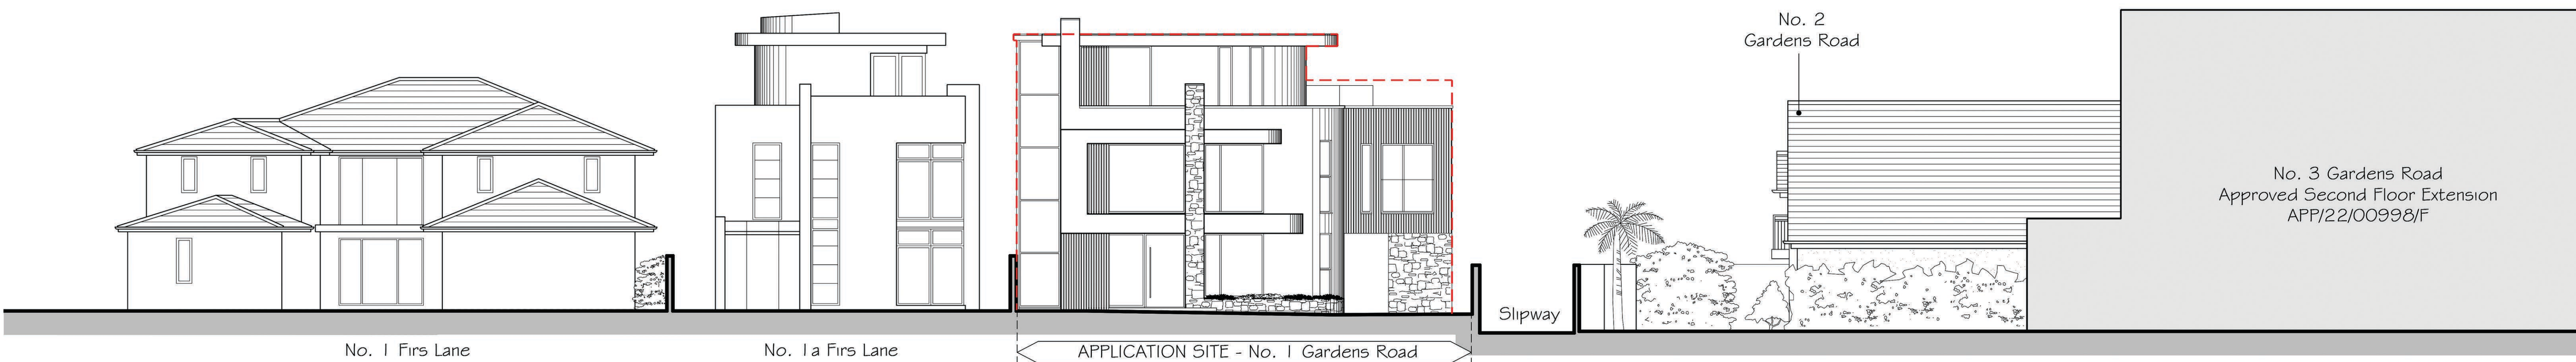 No. 2
Gardens Road
No. 3 Gardens Road
Approved Second Floor Extension
APP/22/00998/F
Slipway
No. 1 Firs Lane
No. 1a Firs Lane
APPLICATION SITE - No. 1 Gardens Road